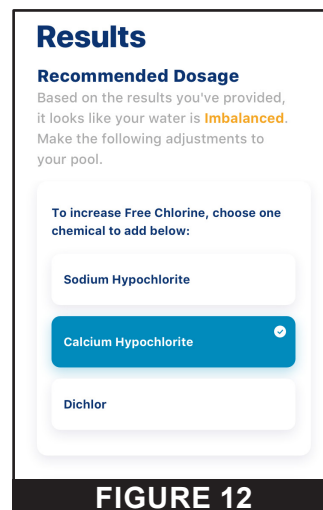 Results
Recommended Dosage
Based on the results you've provided,
it looks like your water is Imbalanced.
Make the following adjustments to
your pool.
To increase Free Chlorine, choose one
chemical to add below:
Sodium Hypochlorite
Calcium Hypochlorite
Dichlor
FIGURE 12